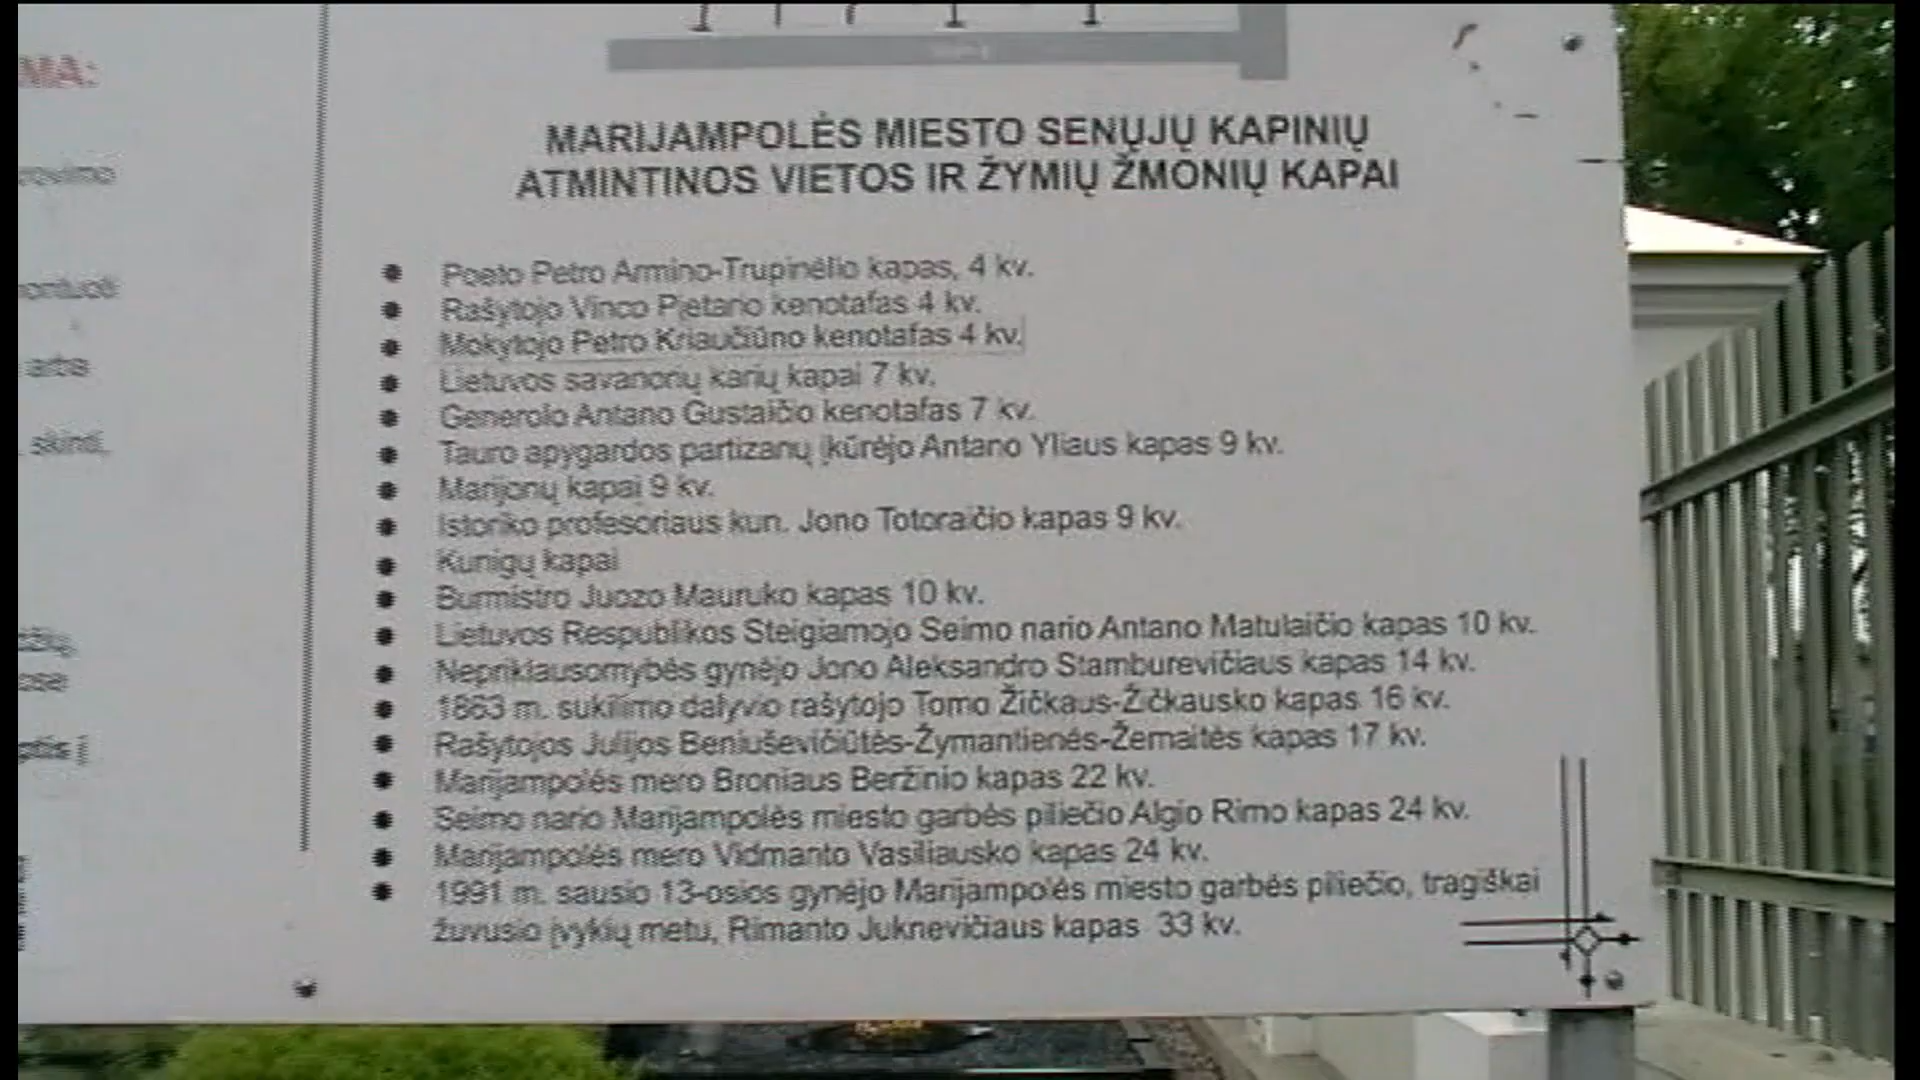 MA:
arba
skinti,
MARIJAMPOLĖS MIESTO SENŲJŲ KAPINIŲ
ATMINTINOS VIETOS IR ŽYMIŲ ŽMONIŲ KAPAI
Poeto Petro Armino-Trupinėlio kapas, 4 kv.
Rašytojo Vinco Pietario kenotafas 4 kv.
Mokytojo Petro Kriaučiūno kenotafas 4 kv.
Lietuvos savanorių karių kapai 7 kv.
Generolo Antano Gustaičio kenotafas 7 kv.
Tauro apygardos partizanų įkūrėjo Antano Yliaus kapas 9 kv.
Marijonų kapai 9 kv.
Istoriko profesoriaus kun. Jono Totoraičio kapas 9 kv.
Kunigų kapai
Burmistro Juozo Mauruko kapas 10 kv.
Lietuvos Respublikos Steigiamojo Seimo nario Antano Matulaičio kapas 10 kv.
Nepriklausomybės gynėjo Jono Aleksandro Stamburevičiaus kapas 14 kv.
1863 m. sukilimo dalyvio rašytojo Tomo Žičkaus-Žičkausko kapas 16 kv.
Rašytojos Julijos Beniuševičiūtės-Žymantienės-Žemaitės kapas 17 kv.
Marijampolės mero Broniaus Beržinio kapas 22 kv.
Seimo nario Marijampolės miesto garbės piliečio Algio Rimo kapas 24 kv.
Marijampolės mero Vidmanto Vasiliausko kapas 24 kv.
1991 m. sausio 13-osios gynėjo Marijampolės miesto garbės piliečio, tragiškai
žuvusio įvykių metu, Rimanto Juknevičiaus kapas 33 kv.